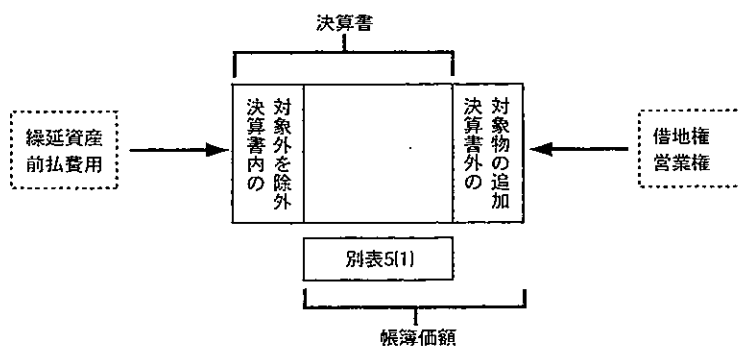 決算書
繰延資産
前払費用
対象外を除外
決算書内の
対象物の追加
決算書外の
借地権
営業権
別表5(1)
帳簿価額